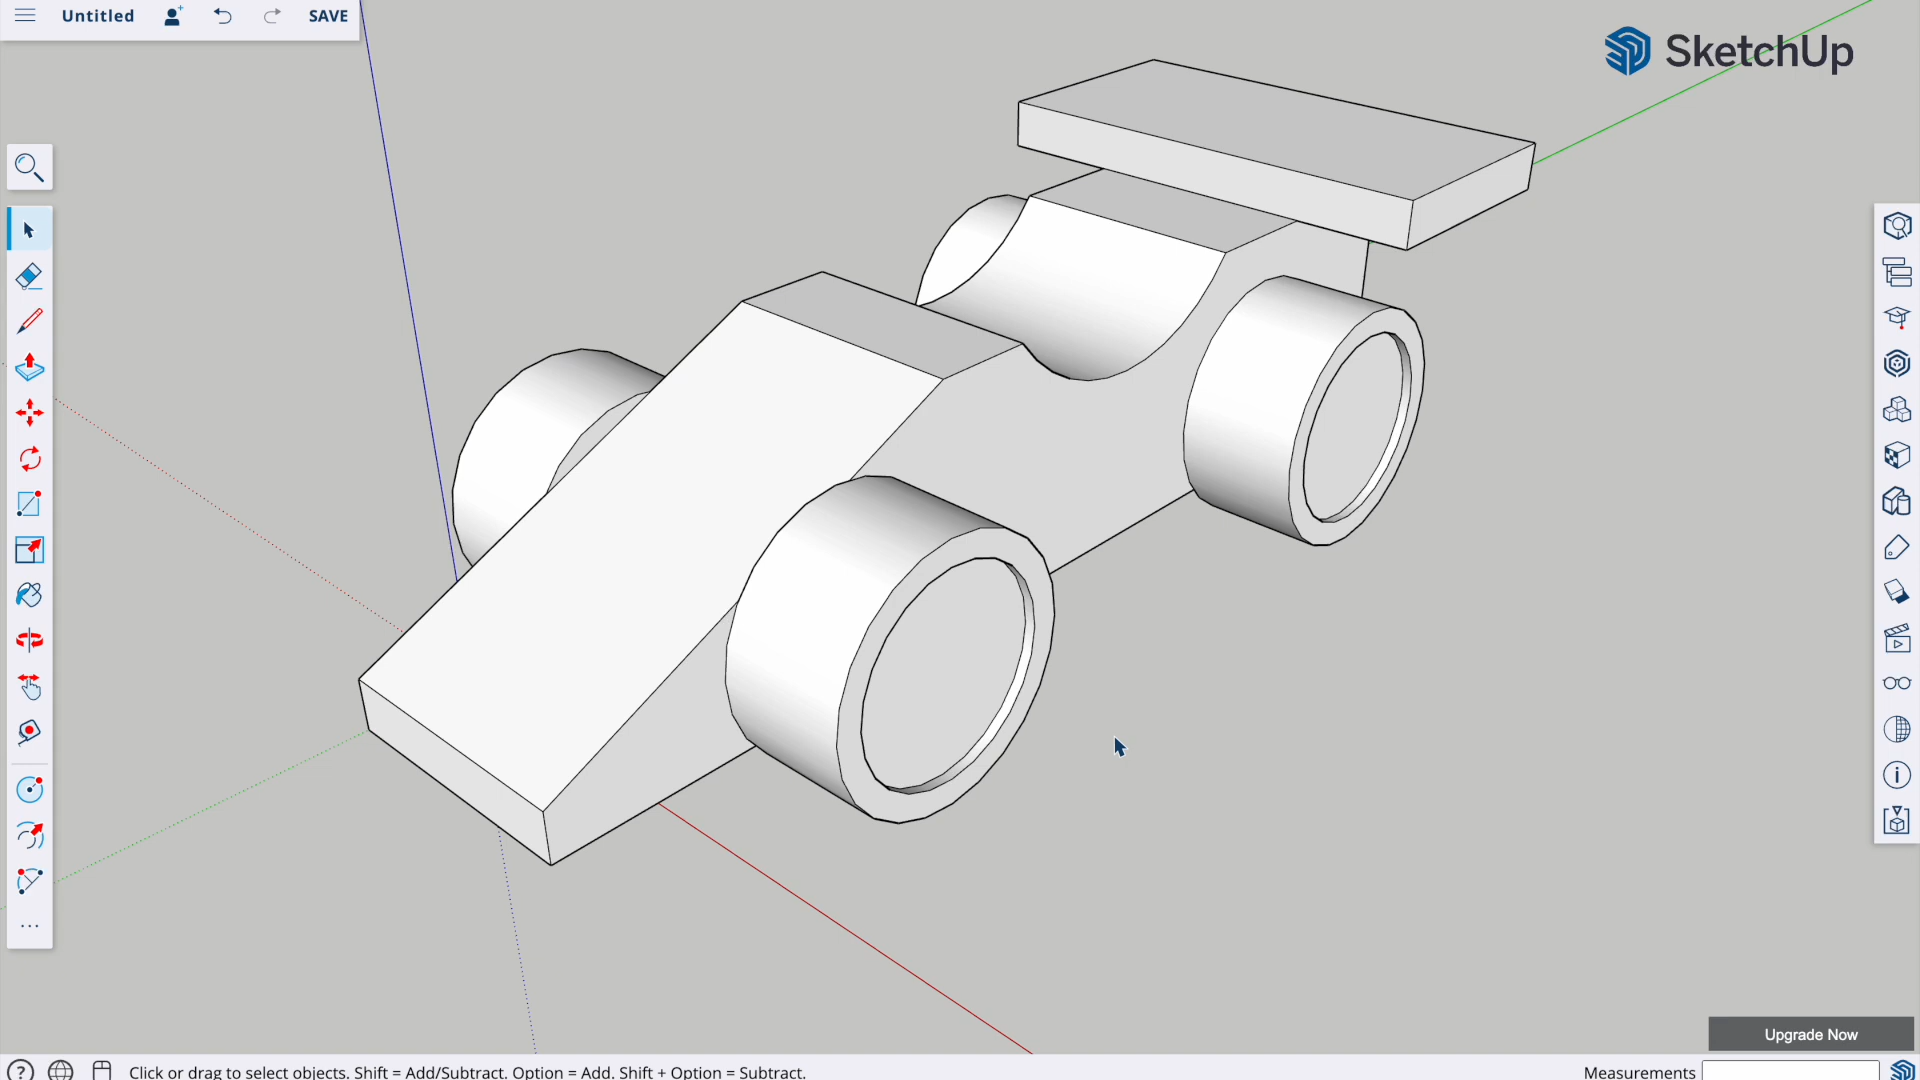 Untitled
SAVE
SketchUp
Upgrade Now
Click or drag to select objects. Shift = Add/Subtract. Option = Add. Shift + Option = Subtract.
Measurements